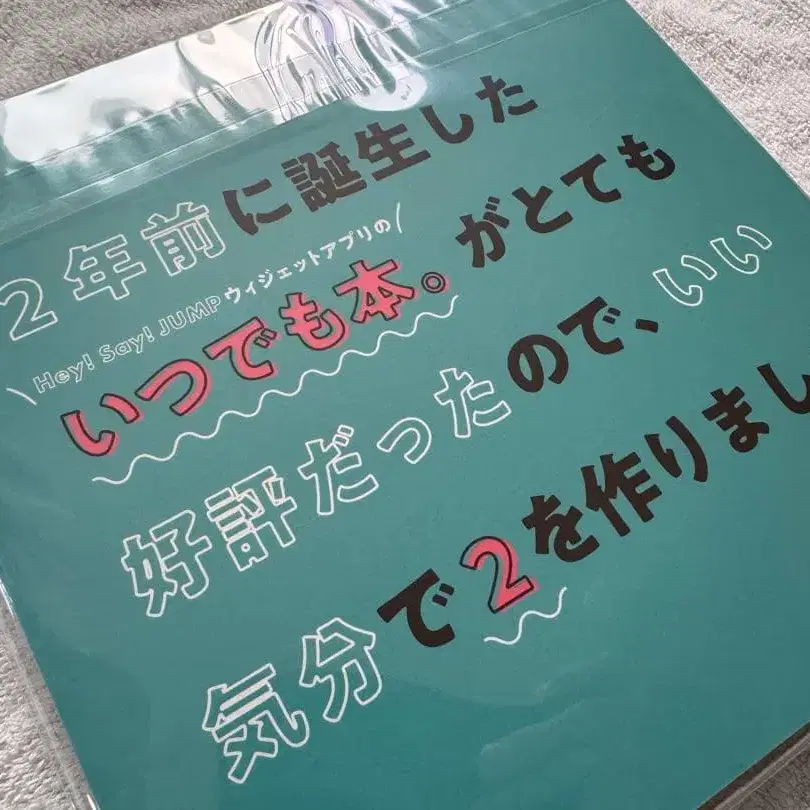 2年前に誕生した
Hey! Say! JUMPウィジェットアプリの
いつでも本。がとても
好評だったので、いい
気分で2を作りまし